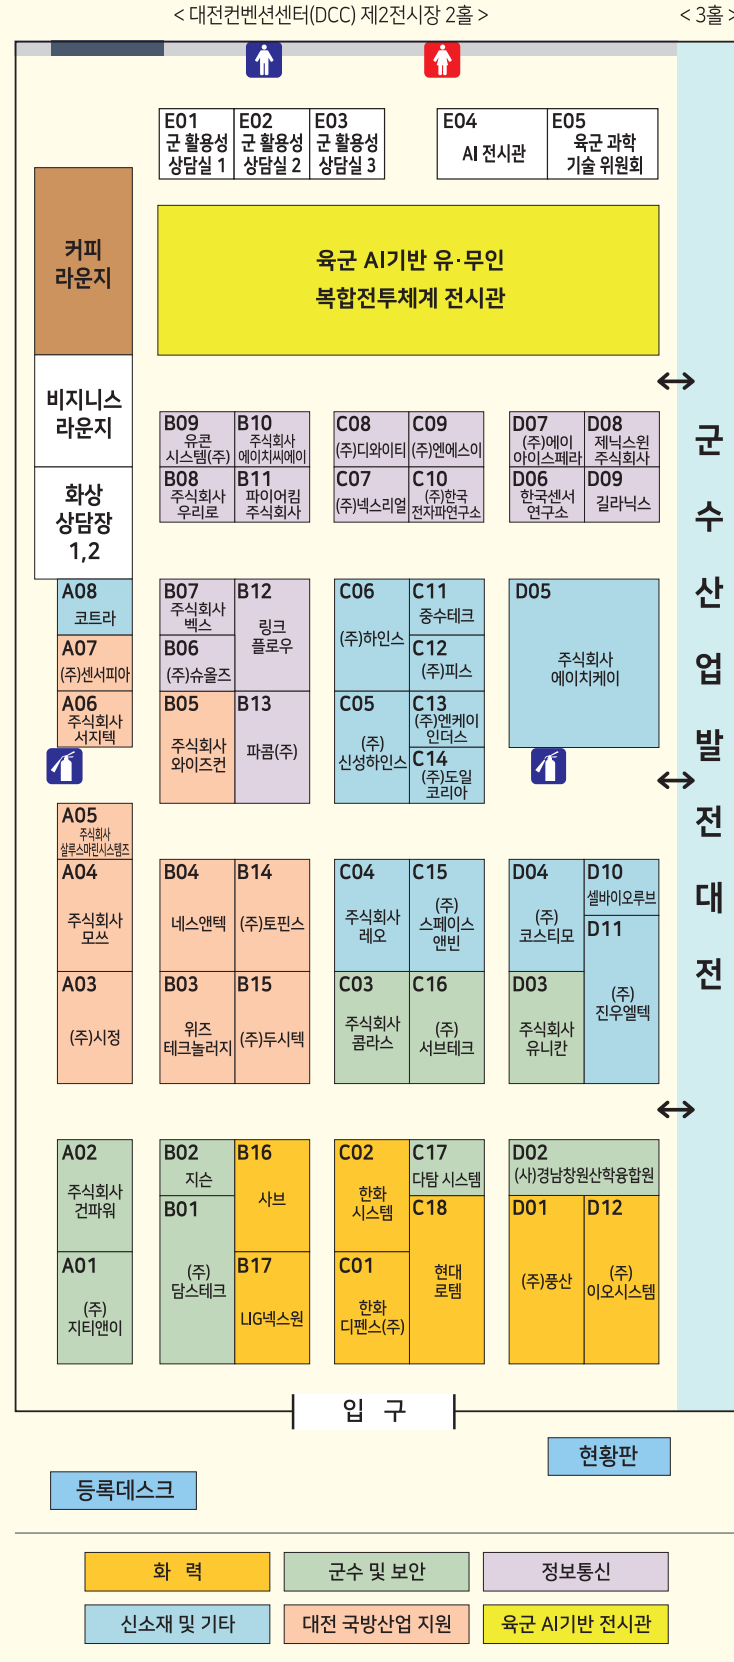 < 대전컨벤션센터(DCC) 제2전시장 2홀 >
< 3홀 >
E01
군 활용성
상담실 1
E02
군 활용성
상담실 2
E03
군 활용성
상담실 3
E04
AI 전시관
E05
육군 과학
기술 위원회
커피
라운지
육군 AI기반 유·무인
복합전투체계 전시관
비지니스
라운지
화상
상담장
1,2
B09
유콘
시스템(주)
B10
주식회사
에이치씨에이
C08
(주)디와이티
C09
(주)엔에스이
D07
(주)에이
아이스페라
D08
제닉스윈
주식회사
B08
주식회사
우리로
B11
파이어킴
주식회사
C07
(주)넥스리얼
C10
(주)한국
전자파연구소
D06
한국센서
연구소
D09
길라닉스
A08
코트라
A07
(주)센서피아
A06
주식회사
서지텍
B07
주식회사
벡스
B06
(주)슈올즈
B05
주식회사
와이즈컨
B12
링크
플로우
B13
파콤(주)
C06
(주)하인스
C05
(주)
신성하인스
C11
중수테크
C12
(주)피스
C13
(주)엔케이
인더스
C14
(주)도일
코리아
D05
주식회사
에이치케이
A05
주식회사
살루스마린시스템즈
A04
주식회사
모쓰
A03
(주)시정
B04
네스앤텍
B14
(주)토핀스
B03
위즈
테크놀러지
B15
(주)두시텍
C04
주식회사
레오
C15
(주)
스페이스
앤빈
C03
주식회사
콤라스
C16
(주)
서브테크
D04
(주)
코스티모
D10
셀바이오루브
D11
(주)
진우엘텍
D03
주식회사
유니칸
A02
주식회사
건파워
A01
(주)
지티앤이
B02
지슨
B01
(주)
담스테크
B16
사브
B17
LIG넥스원
C02
한화
시스템
C01
한화
디펜스(주)
C17
다탐 시스템
C18
현대
로템
D02
(사)경남창원산학융합원
D01
(주)풍산
D12
(주)
이오시스템
군
수
산
업
발
전
대
전
입 구
현황판
등록데스크
화 력
군수 및 보안
정보통신
신소재 및 기타
대전 국방산업 지원
육군 AI기반 전시관